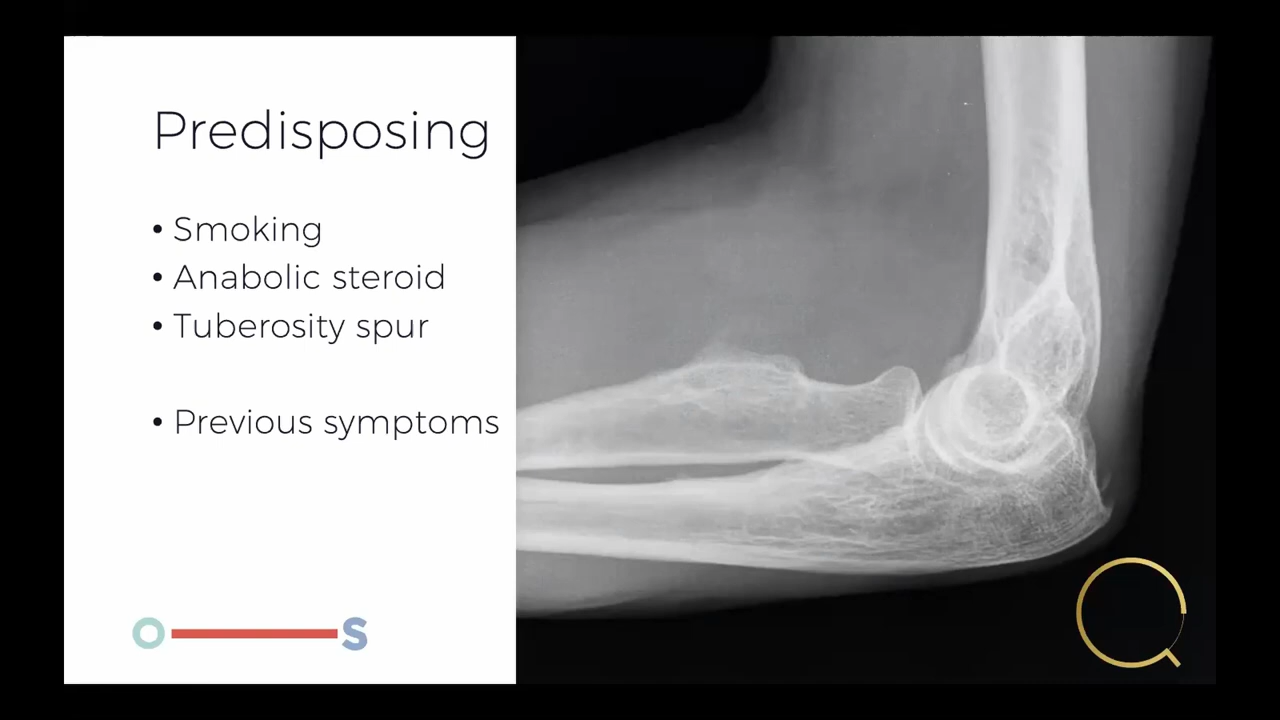 Predisposing
• Smoking
• Anabolic steroid
• Tuberosity spur
• Previous symptoms
O S
Q